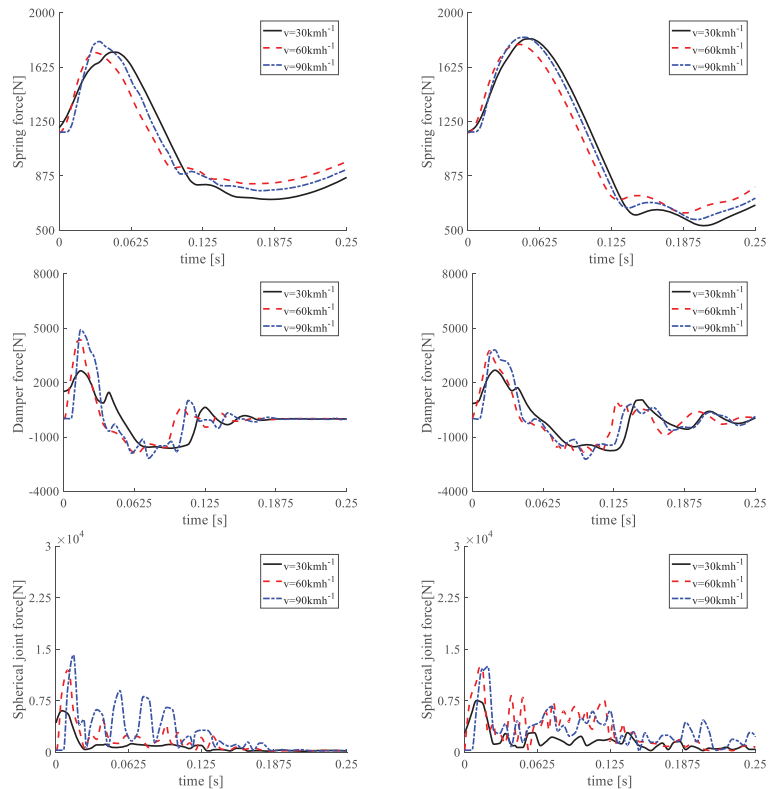 2000
1625
1250
875
500
Spring force[N]
v=30kmh-1
v=60kmh-1
v=90kmh-1
0 0.0625 0.125 0.1875 0.25
time [s]
2000
1625
1250
875
500
Spring force[N]
v=30kmh-1
v=60kmh-1
v=90kmh-1
0 0.0625 0.125 0.1875 0.25
time [s]
8000
5000
2000
-1000
-4000
Damper force[N]
v=30kmh-1
v=60kmh-1
v=90kmh-1
0 0.0625 0.125 0.1875 0.25
time [s]
8000
5000
2000
-1000
-4000
Damper force[N]
v=30kmh-1
v=60kmh-1
v=90kmh-1
0 0.0625 0.125 0.1875 0.25
time [s]
×10^4
3
2.25
1.5
0.75
0
Spherical joint force[N]
v=30kmh-1
v=60kmh-1
v=90kmh-1
0 0.0625 0.125 0.1875 0.25
time [s]
×10^4
3
2.25
1.5
0.75
0
Spherical joint force[N]
v=30kmh-1
v=60kmh-1
v=90kmh-1
0 0.0625 0.125 0.1875 0.25
time [s]